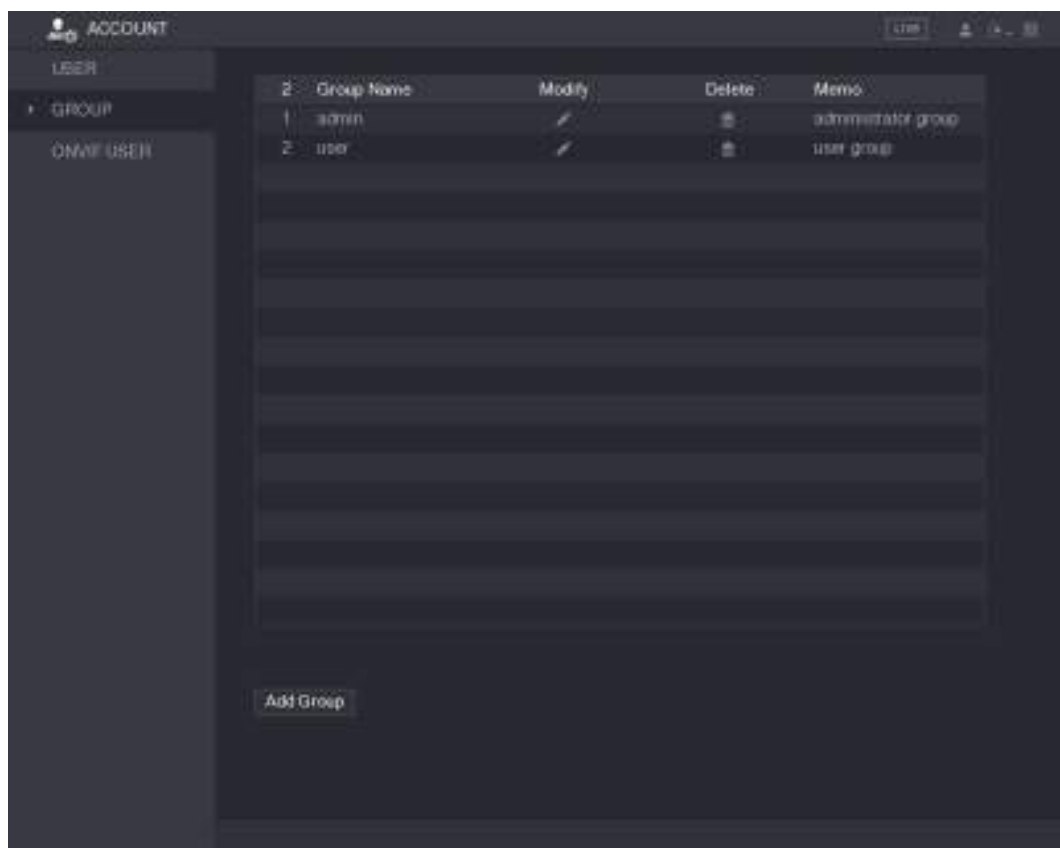 ACCOUNT
LIVE
USER
GROUP
ONVIF USER
2 Group Name Modify Delete Memo
1 admin administrator group
2 user user group
Add Group